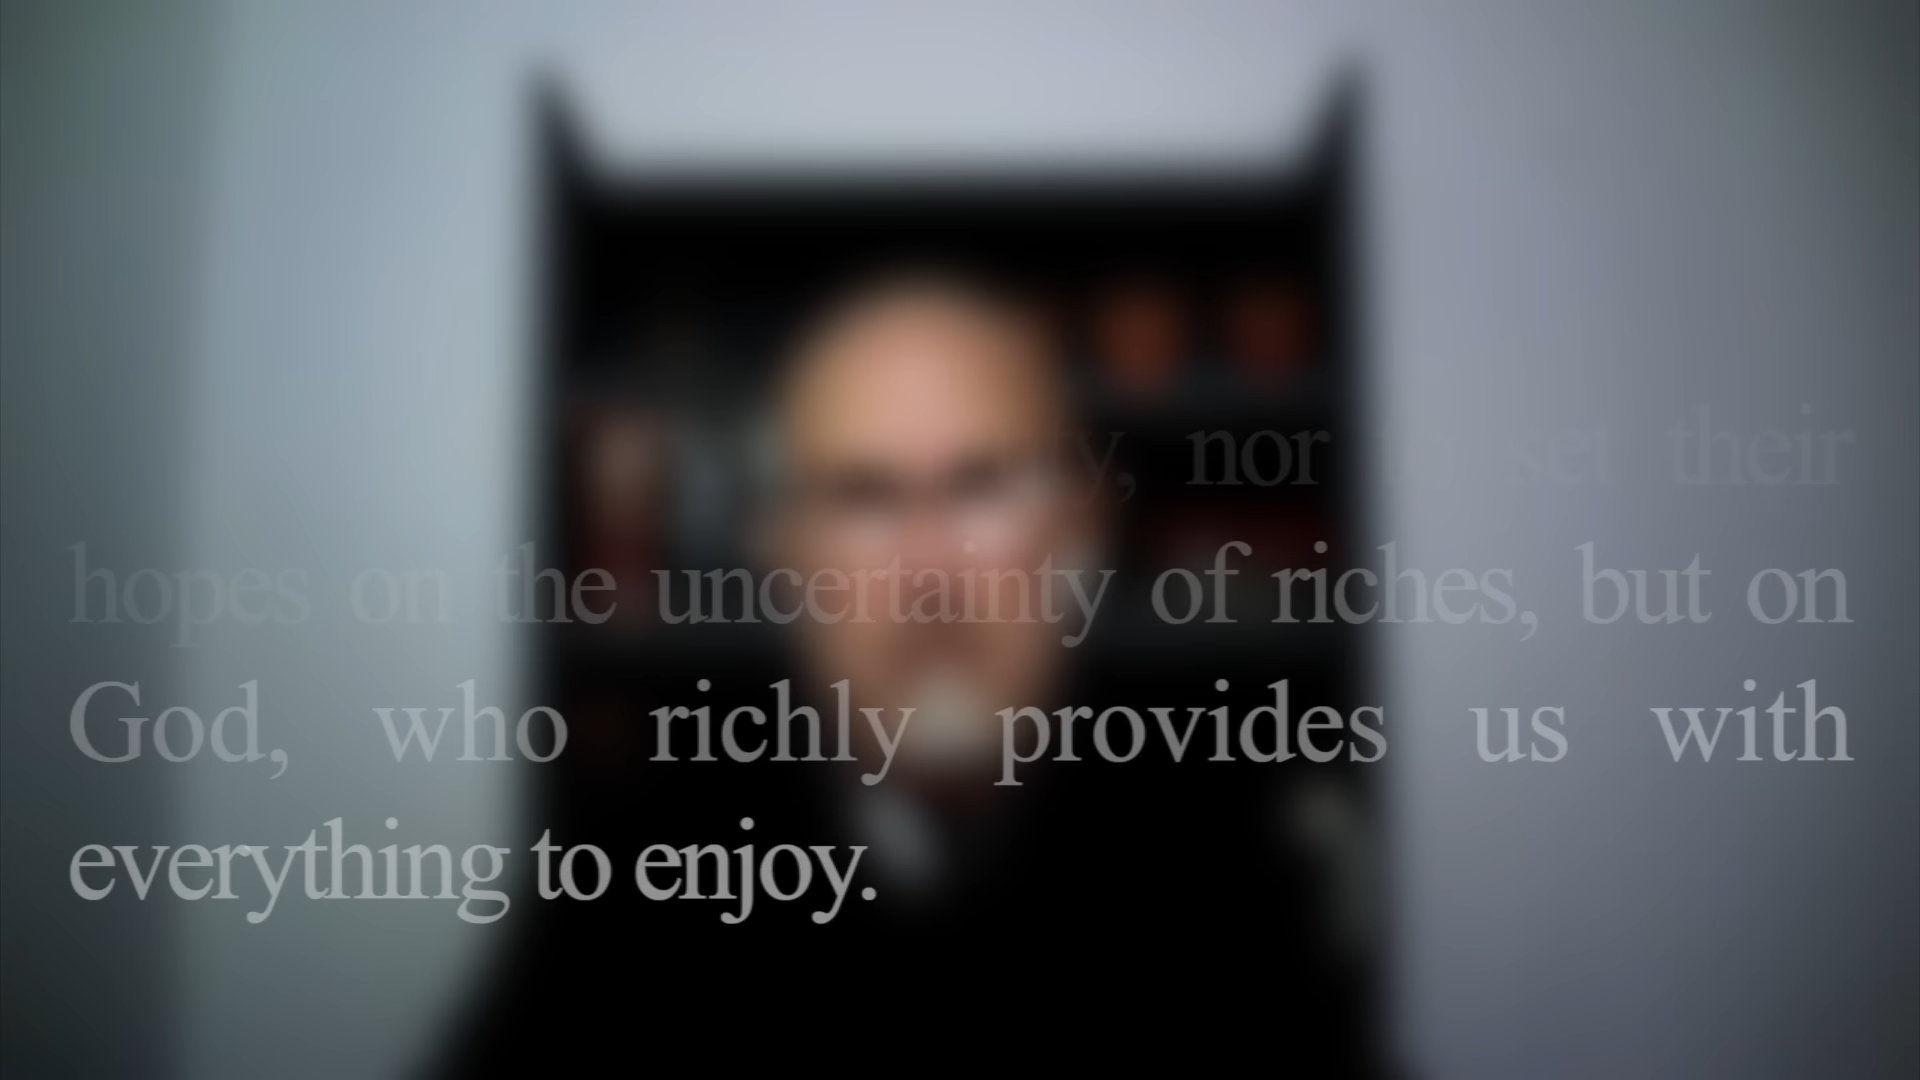 nor set their
hopes on the uncertainty of riches, but on
God, who richly provides us with
everything to enjoy.